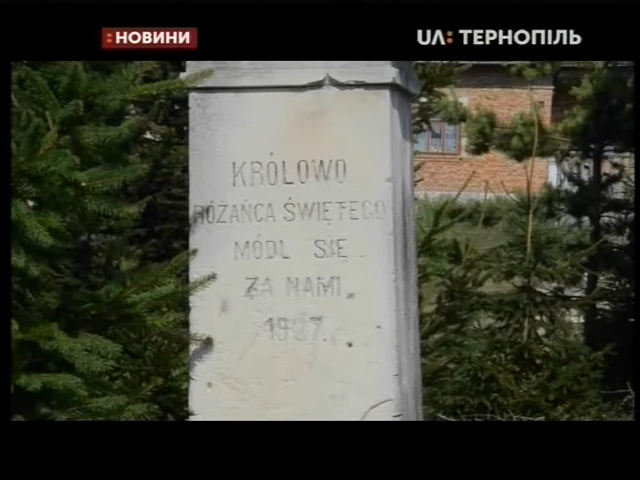 :НОВИНИ
UA: ТЕРНОПІЛЬ
KRÓLOWO
RÓŻAŃCA ŚWIĘTEGO
MÓDL SIĘ
ZA NAMI.